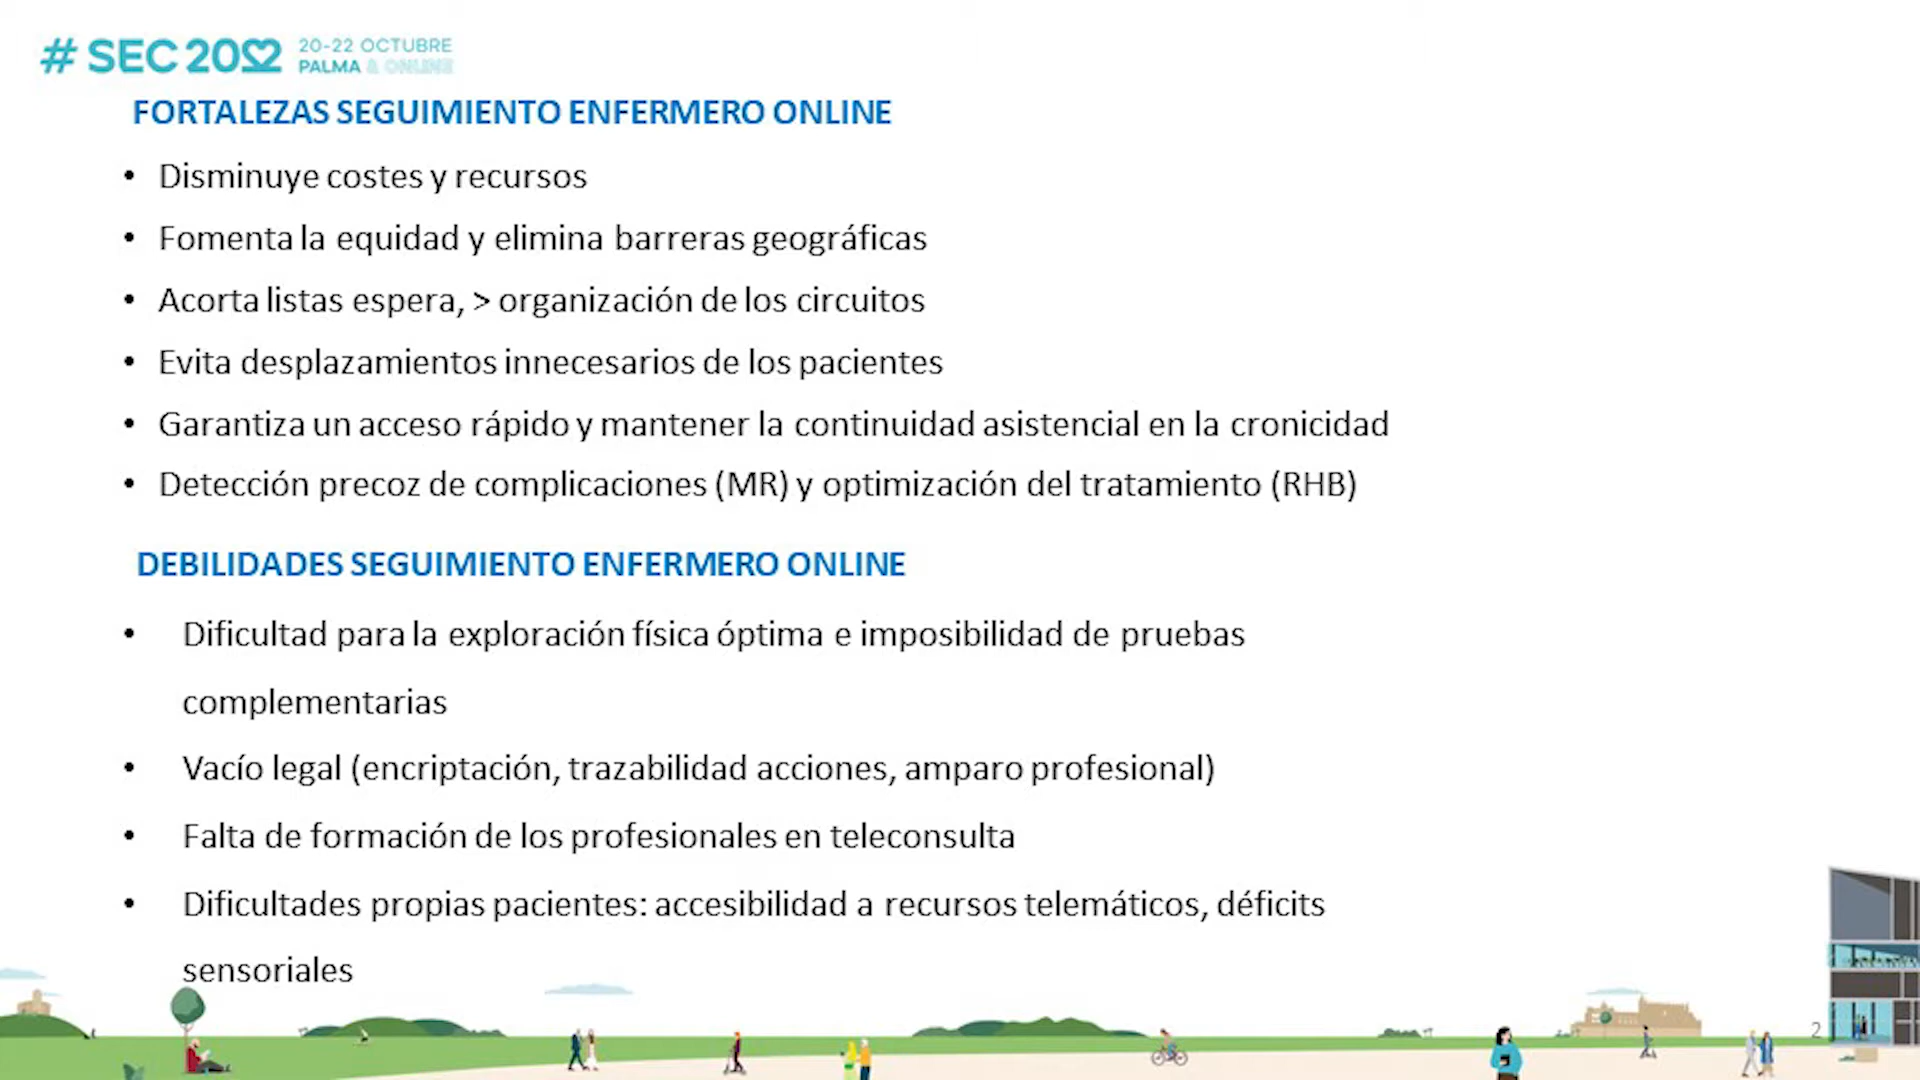 # SEC 2022 20-22 OCTUBRE
PALMA & ONLINE
FORTALEZAS SEGUIMIENTO ENFERMERO ONLINE
• Disminuye costes y recursos
• Fomenta la equidad y elimina barreras geográficas
• Acorta listas espera, > organización de los circuitos
• Evita desplazamientos innecesarios de los pacientes
• Garantiza un acceso rápido y mantener la continuidad asistencial en la cronicidad
• Detección precoz de complicaciones (MR) y optimización del tratamiento (RHB)
DEBILIDADES SEGUIMIENTO ENFERMERO ONLINE
• Dificultad para la exploración física óptima e imposibilidad de pruebas
complementarias
• Vacío legal (encriptación, trazabilidad acciones, amparo profesional)
• Falta de formación de los profesionales en teleconsulta
• Dificultades propias pacientes: accesibilidad a recursos telemáticos, déficits
sensoriales
2